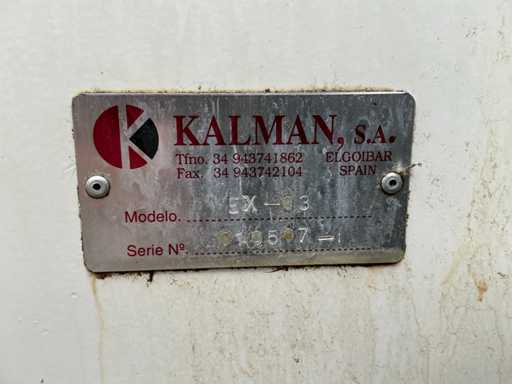 KALMAN, S.A.
Tfno. 34 943741862 ELGOIBAR
Fax. 34 943742104 SPAIN
Modelo.
Serie Nº.